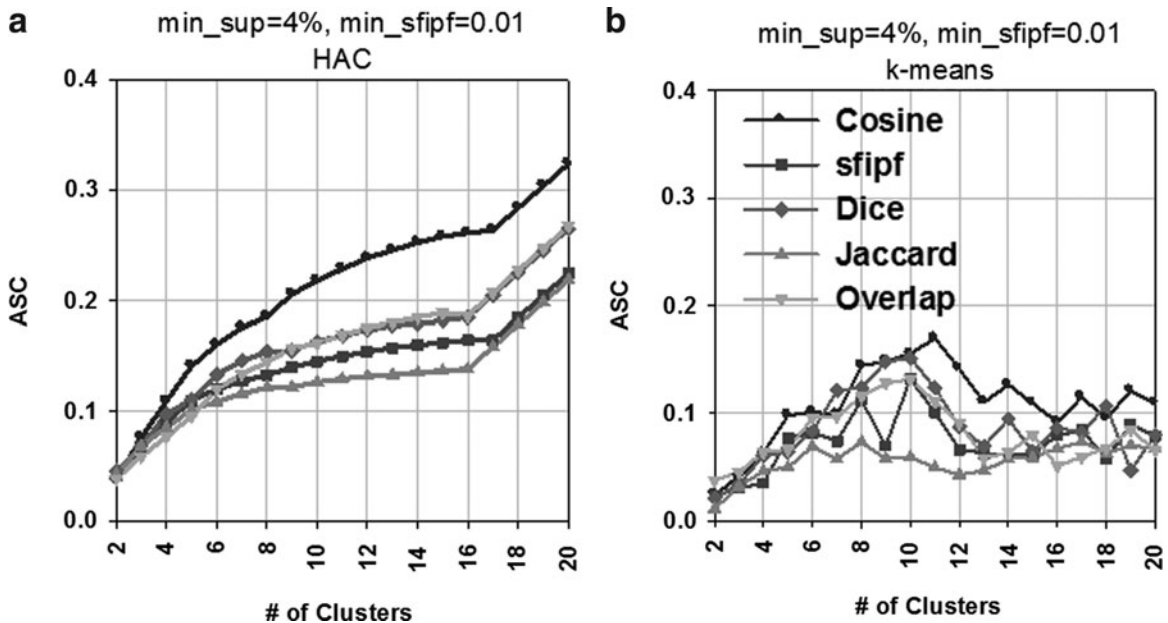 a
min_sup=4%, min_sfipf=0.01
HAC
0.4
0.3
0.2
0.1
0.0
ASC
2
4
6
8
10
12
14
16
18
20
# of Clusters
b
min_sup=4%, min_sfipf=0.01
k-means
0.4
0.3
0.2
0.1
0.0
ASC
Cosine
sfipf
Dice
Jaccard
Overlap
2
4
6
8
10
12
14
16
18
20
# of Clusters